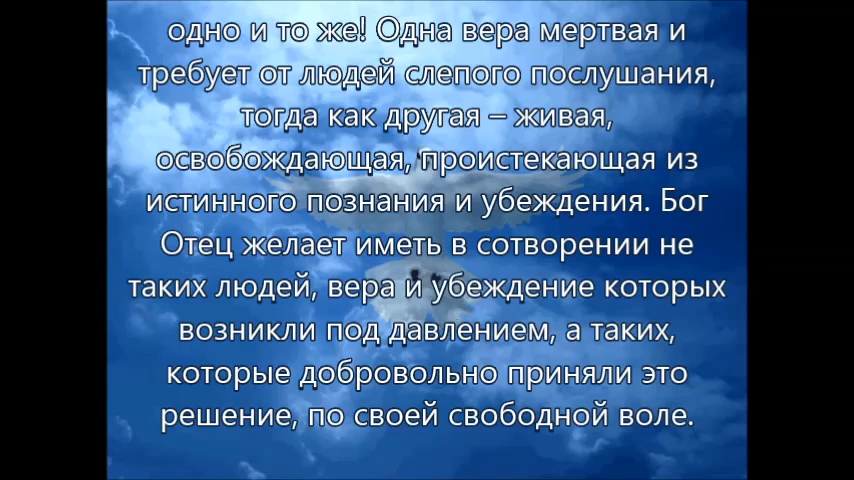 одно и то же! Одна вера мертвая и
требует от людей слепого послушания,
тогда как другая – живая,
освобождающая, проистекающая из
истинного познания и убеждения. Бог
Отец желает иметь в сотворении не
таких людей, вера и убеждение которых
возникли под давлением, а таких,
которые добровольно приняли это
решение, по своей свободной воле.